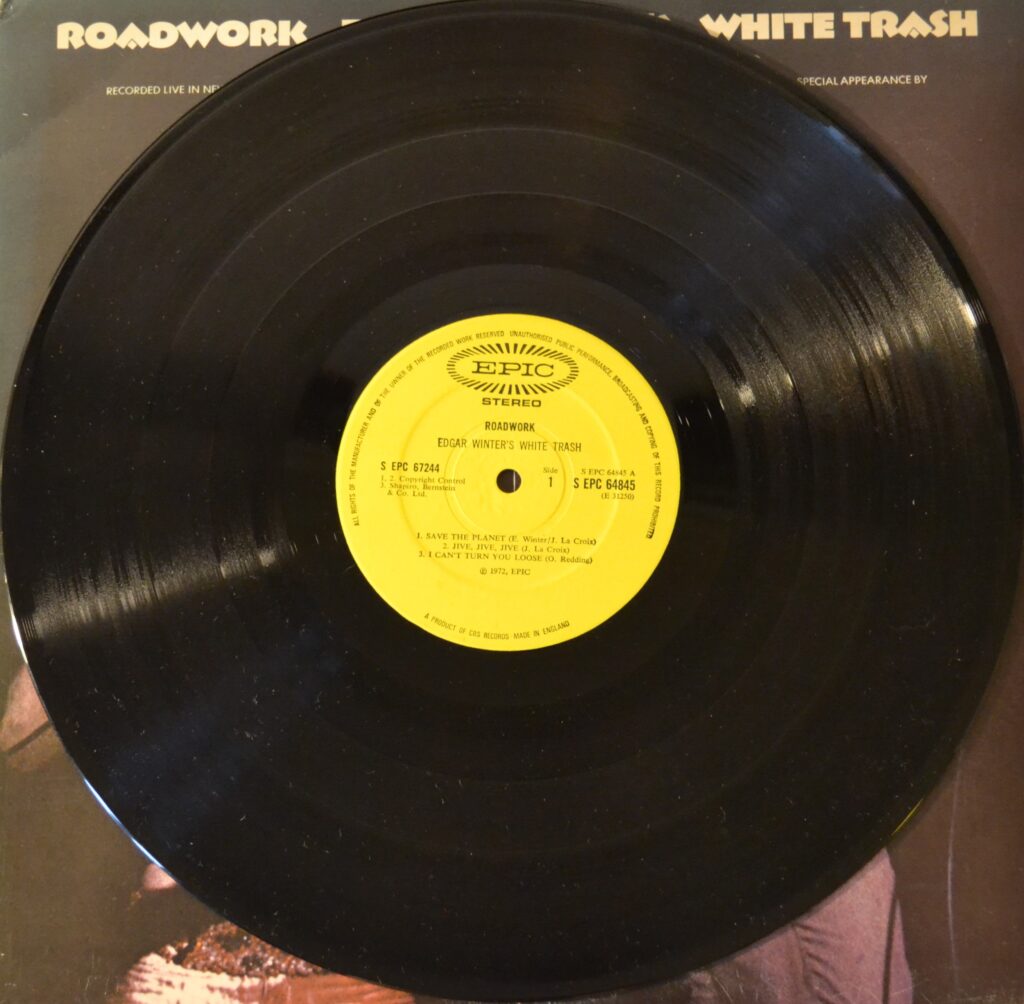 ROADWORK WHITE TRASH
RECORDED LIVE IN NE SPECIAL APPEARANCE BY
ALL RIGHTS OF THE MANUFACTURER AND OF THE OWNER OF THE RECORDED WORK RESERVED UNAUTHORISED PUBLIC PERFORMANCE, BROADCASTING AND COPYING OF THIS RECORD PROHIBITED
EPIC
STEREO
ROADWORK
EDGAR WINTER'S WHITE TRASH
S EPC 67244
1, 2. Copyright Control
3. Shapiro, Bernstein
& Co. Ltd.
Side
1
S EPC 64845 A
S EPC 64845
(E 31250)
1. SAVE THE PLANET (E. Winter/J. La Croix)
2. JIVE, JIVE, JIVE (J. La Croix)
3. I CAN'T TURN YOU LOOSE (O. Redding)
℗ 1972, EPIC
A PRODUCT OF CBS RECORDS · MADE IN ENGLAND